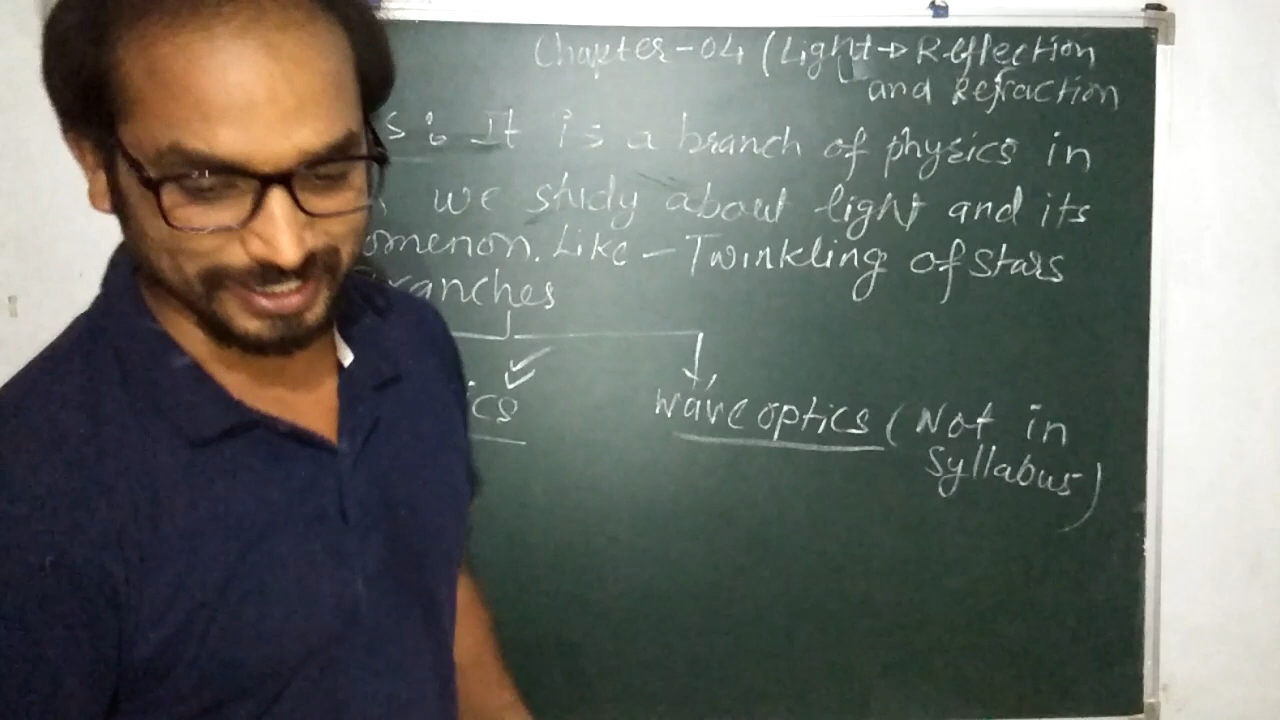 Chapter-04 (Light→Reflection
and Refraction
s: It is a branch of physics in
we study about light and its
omenon. Like - Twinkling of stars
ranches
cs wave optics (Not in
syllabus)